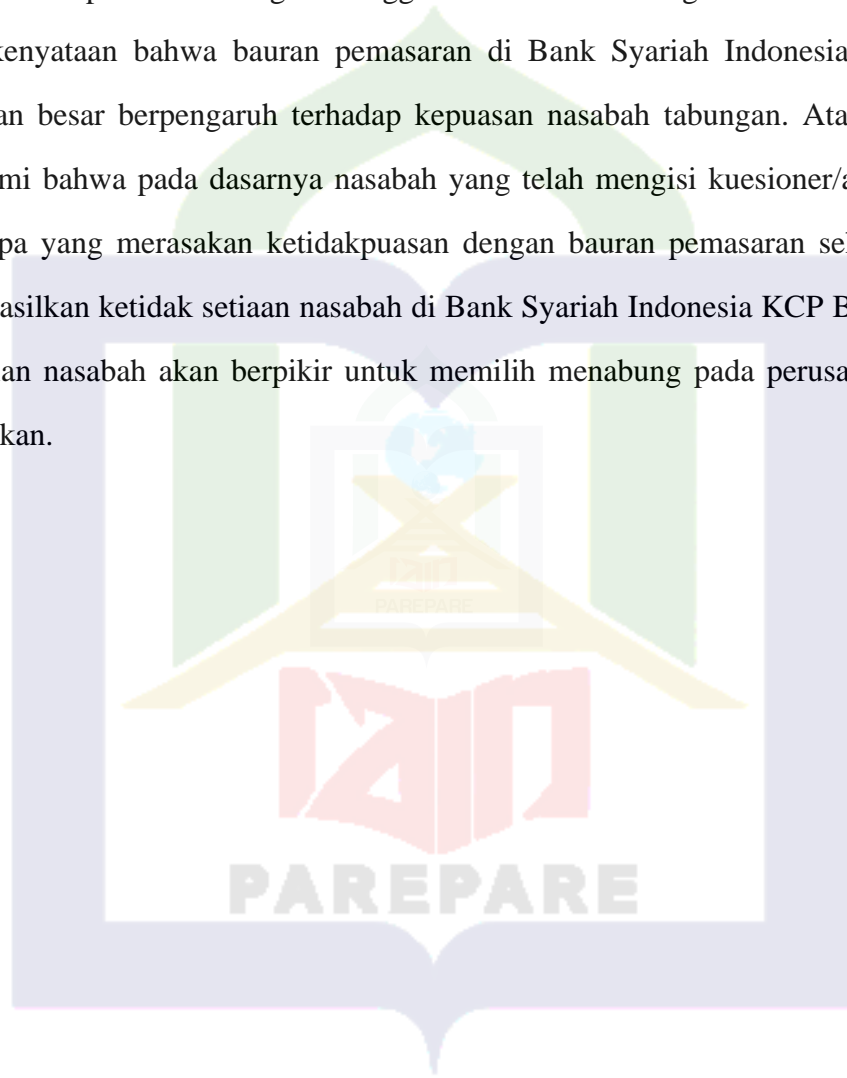 kenyataan bahwa bauran pemasaran di Bank Syariah Indonesia
an besar berpengaruh terhadap kepuasan nasabah tabungan. Ata
mi bahwa pada dasarnya nasabah yang telah mengisi kuesioner/a
pa yang merasakan ketidakpuasan dengan bauran pemasaran sel
asilkan ketidak setiaan nasabah di Bank Syariah Indonesia KCP B
an nasabah akan berpikir untuk memilih menabung pada perusa
kan.
PAREPARE
PAREPARE